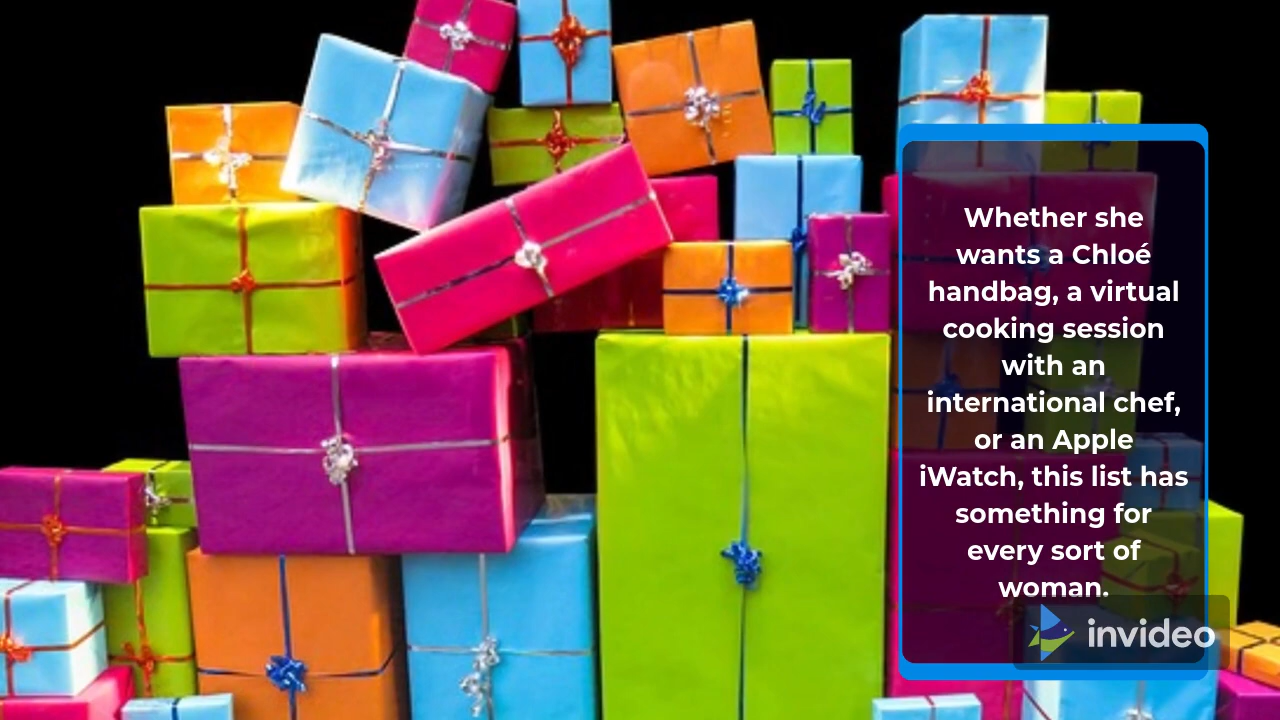 Whether she
wants a Chloé
handbag, a virtual
cooking session
with an
international chef,
or an Apple
iWatch, this list has
something for
every sort of
woman.
invideo